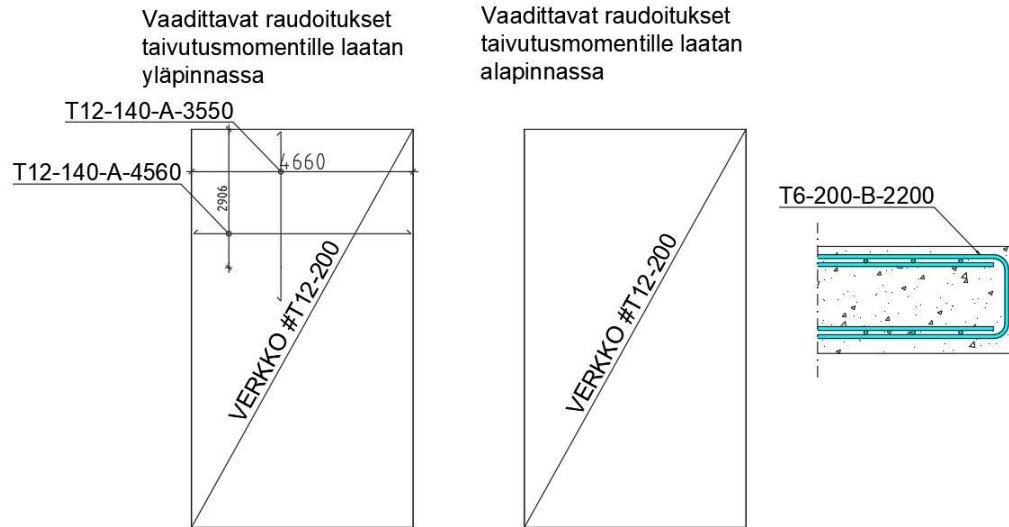 Vaadittavat raudoitukset
taivutusmomentille laatan
yläpinnassa
Vaadittavat raudoitukset
taivutusmomentille laatan
alapinnassa
T12-140-A-3550
4660
T12-140-A-4560
2906
VERKKO #T12-200
VERKKO #T12-200
T6-200-B-2200